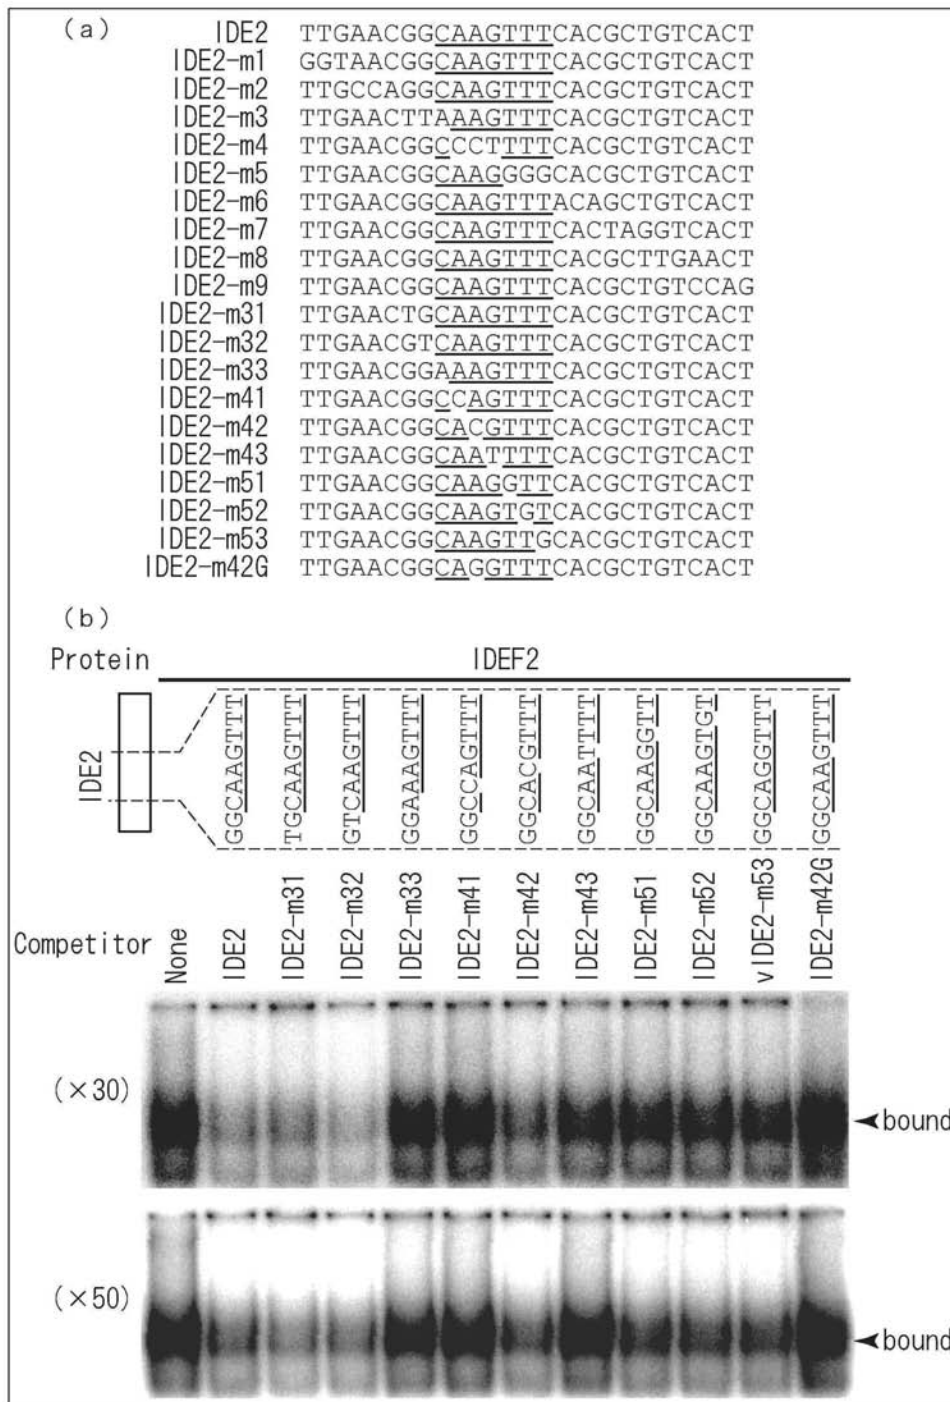 (a)
IDE2 TTGAACGGCAAGTTTCACGCTGTCACT
IDE2-m1 GGTAACGGCAAGTTTCACGCTGTCACT
IDE2-m2 TTGCCAGGCAAGTTTCACGCTGTCACT
IDE2-m3 TTGAACTTAAAGTTTCACGCTGTCACT
IDE2-m4 TTGAACGGCCCTTTTCACGCTGTCACT
IDE2-m5 TTGAACGGCAAGGGGCACGCTGTCACT
IDE2-m6 TTGAACGGCAAGTTTACAGCTGTCACT
IDE2-m7 TTGAACGGCAAGTTTCACTAGGTCACT
IDE2-m8 TTGAACGGCAAGTTTCACGCTTGAACT
IDE2-m9 TTGAACGGCAAGTTTCACGCTGTCCAG
IDE2-m31 TTGAACTGCAAGTTTCACGCTGTCACT
IDE2-m32 TTGAACGTCAAGTTTCACGCTGTCACT
IDE2-m33 TTGAACGGAAAGTTTCACGCTGTCACT
IDE2-m41 TTGAACGGCCAGTTTCACGCTGTCACT
IDE2-m42 TTGAACGGCACGTTTCACGCTGTCACT
IDE2-m43 TTGAACGGCAATTTTCACGCTGTCACT
IDE2-m51 TTGAACGGCAAGGTTCACGCTGTCACT
IDE2-m52 TTGAACGGCAAGTGTCACGCTGTCACT
IDE2-m53 TTGAACGGCAAGTTGCACGCTGTCACT
IDE2-m42G TTGAACGGCAGGTTTCACGCTGTCACT
(b)
Protein IDEF2
IDE2 GGCAAGTTT TGCAAGTTT GTCAAGTTT GGAAAGTTT GGCCAGTTT GGCACGTTT GGCAATTTT GGCAAGGTT GGCAAGTGT GGCAGGTTT GGCAAGTTT
Competitor None IDE2 IDE2-m31 IDE2-m32 IDE2-m33 IDE2-m41 IDE2-m42 IDE2-m43 IDE2-m51 IDE2-m52 vIDE2-m53 IDE2-m42G
(×30) bound
(×50) bound